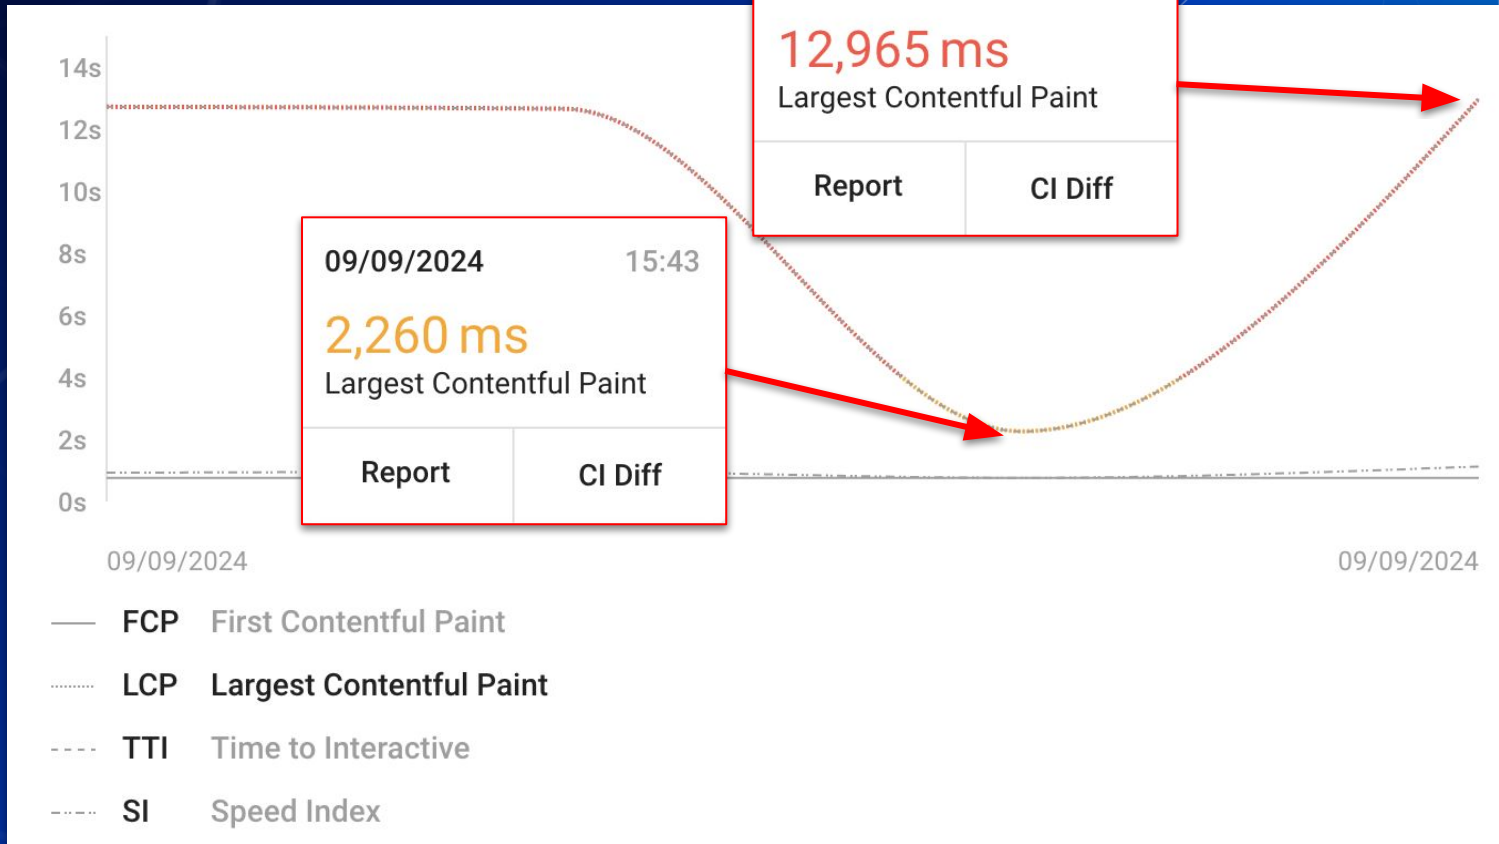 12,965 ms
Largest Contentful Paint
Report
CI Diff
14s
12s
10s
8s
6s
4s
2s
0s
09/09/2024
15:43
2,260 ms
Largest Contentful Paint
Report
CI Diff
09/09/2024
09/09/2024
FCP First Contentful Paint
LCP Largest Contentful Paint
TTI Time to Interactive
SI Speed Index